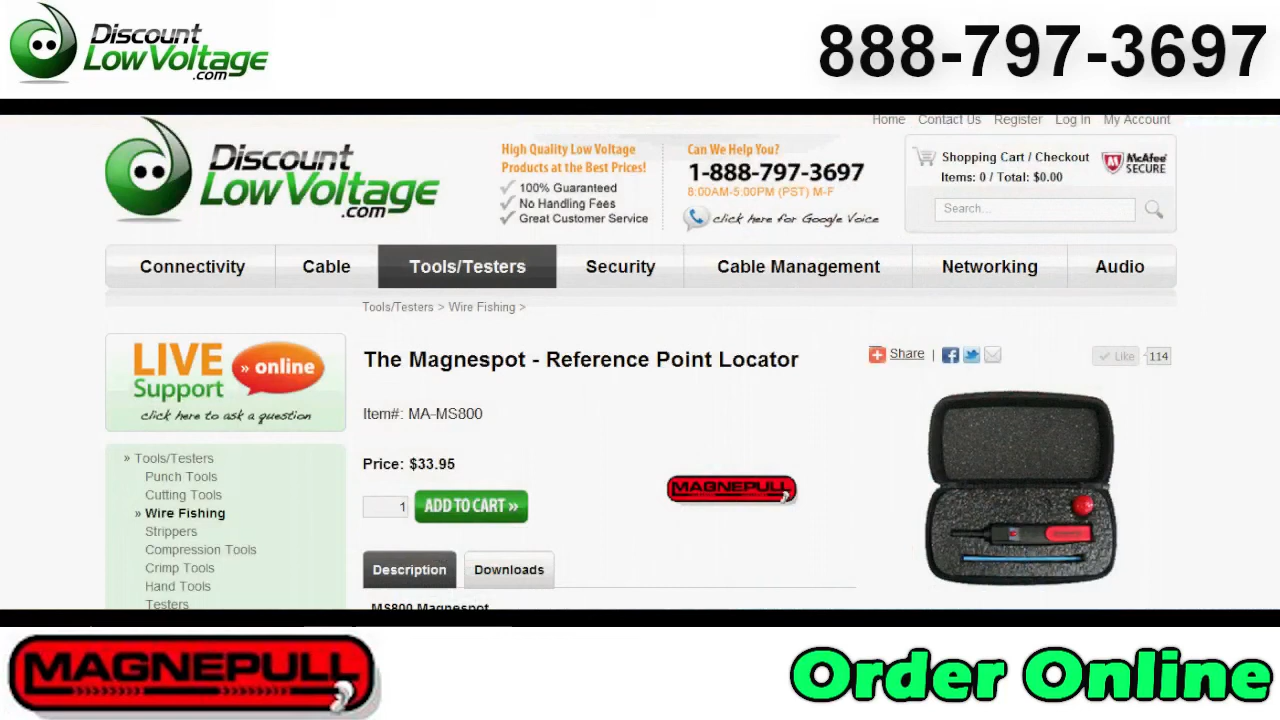 Discount
LowVoltage
.com
888-797-3697
Home Contact Us Register Log In My Account
Discount
LowVoltage
.com
High Quality Low Voltage
Products at the Best Prices!
100% Guaranteed
No Handling Fees
Great Customer Service
Can We Help You?
1-888-797-3697
8:00AM-5:00PM (PST) M-F
click here for Google Voice
Shopping Cart / Checkout
Items: 0 / Total: $0.00
McAfee
SECURE
Search...
Connectivity Cable Tools/Testers Security Cable Management Networking Audio
Tools/Testers > Wire Fishing >
LIVE
Support
» online
click here to ask a question
The Magnespot - Reference Point Locator
Share |
Like 114
Item#: MA-MS800
Price: $33.95
1 ADD TO CART »
MAGNEPULL
Description Downloads
MS800 Magnespot
» Tools/Testers
Punch Tools
Cutting Tools
» Wire Fishing
Strippers
Compression Tools
Crimp Tools
Hand Tools
Testers
MAGNEPULL
Order Online